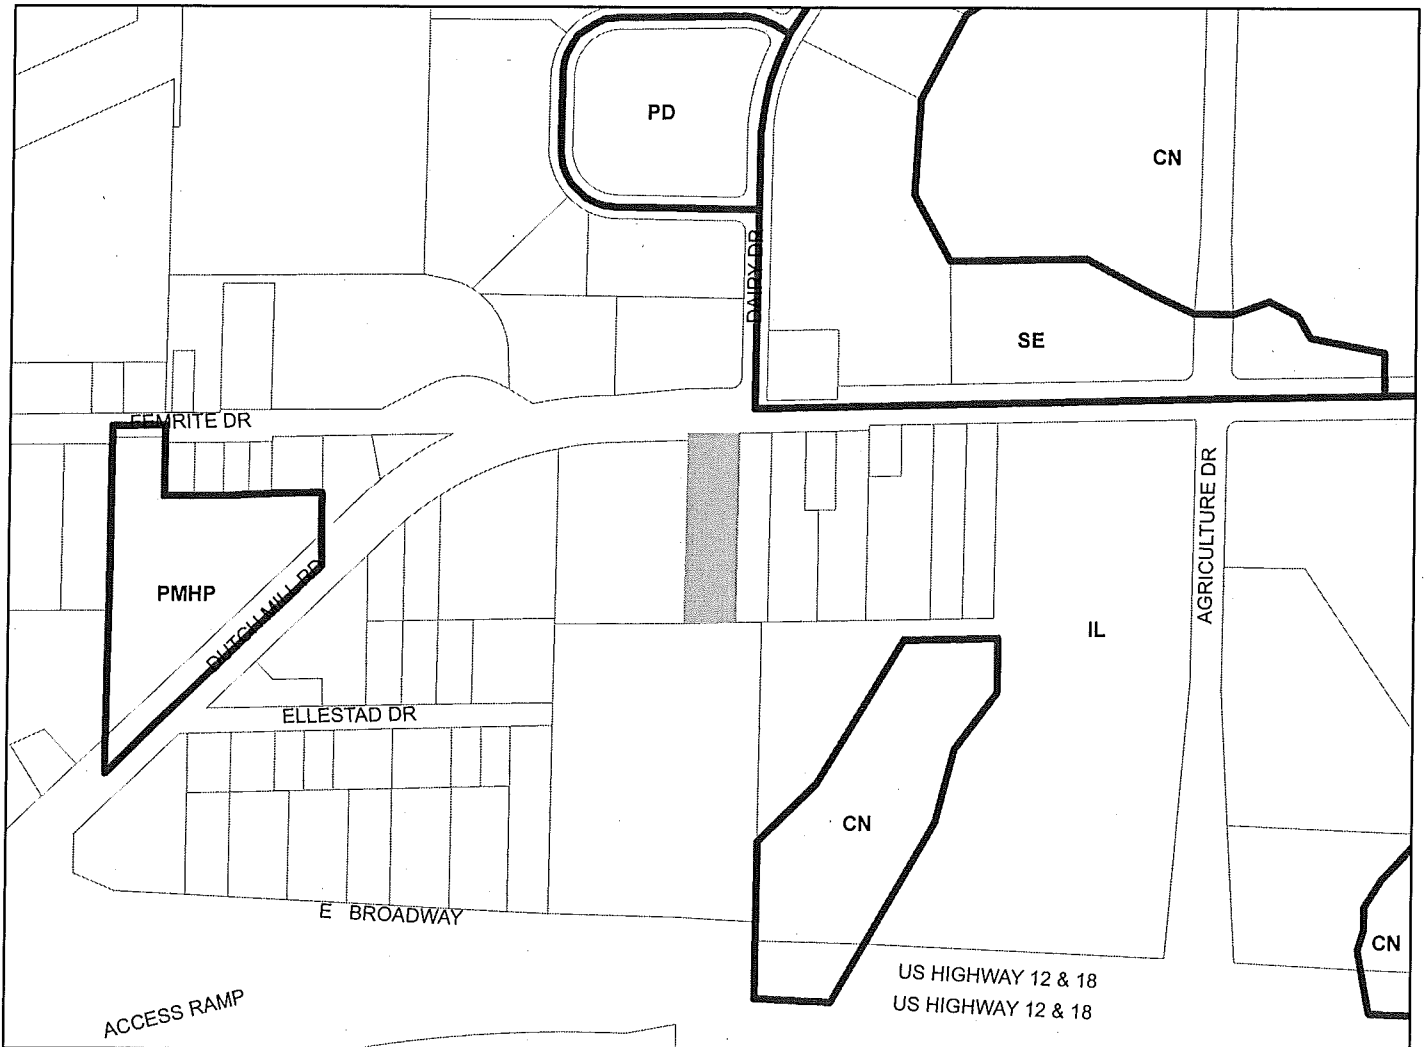 PD
CN
DAIRY DR
SE
FEMRITE DR
AGRICULTURE DR
PMHP
DUTCH MILL RD
IL
ELLESTAD DR
CN
E BROADWAY
CN
US HIGHWAY 12 & 18
US HIGHWAY 12 & 18
ACCESS RAMP